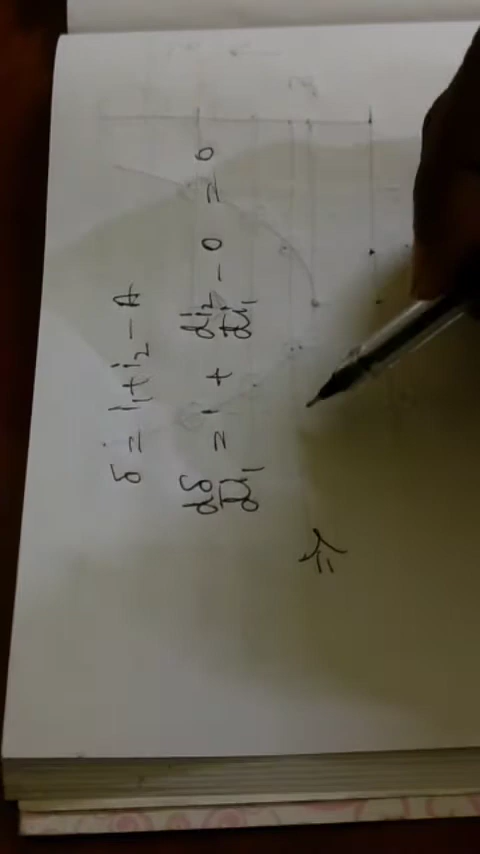 δ = i₁ + i₂ - A
dδ/di₁ = 1 + di₂/di₁ - 0 = 0
⇒